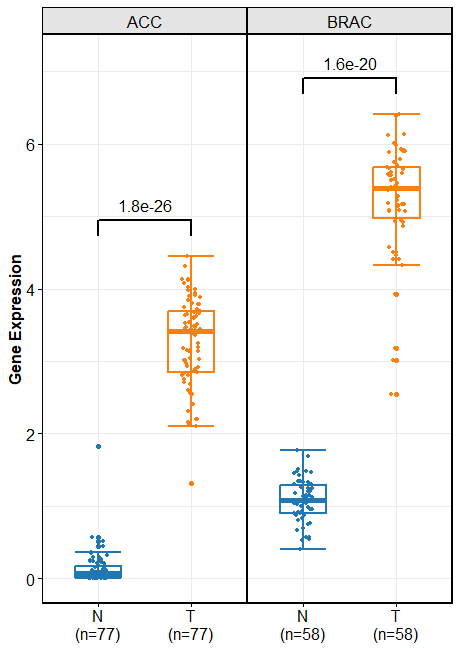 ACC
BRAC
1.6e-20
1.8e-26
Gene Expression
6
4
2
0
N
(n=77)
T
(n=77)
N
(n=58)
T
(n=58)